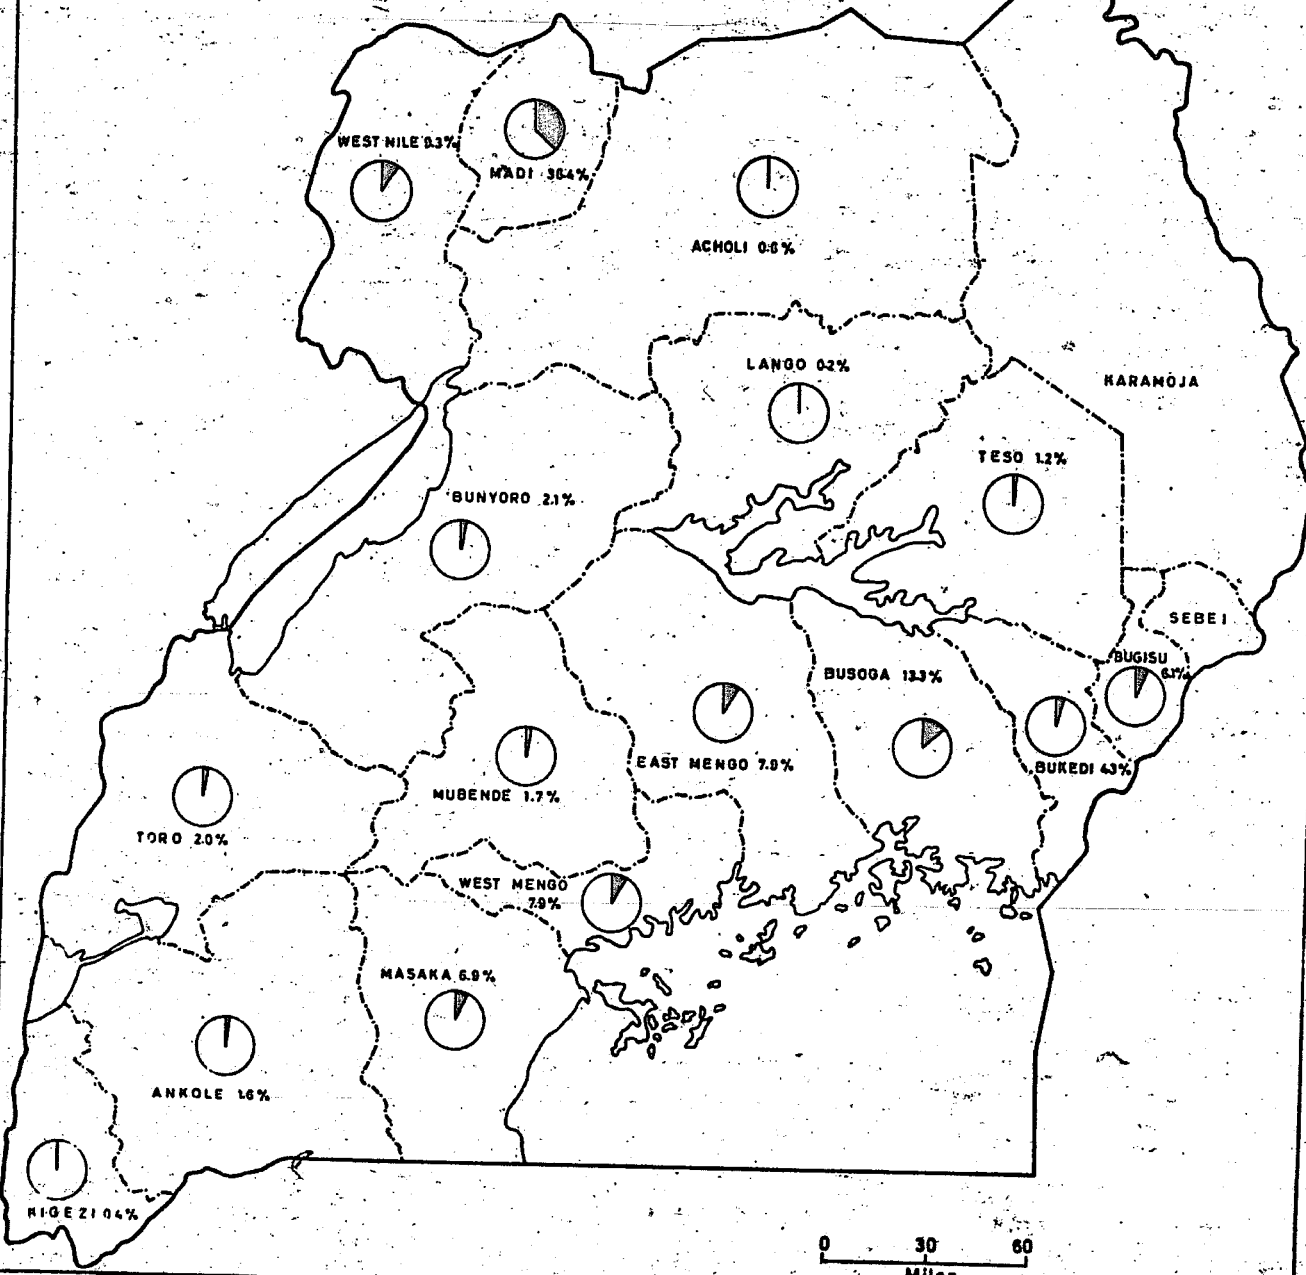 WEST NILE 9.3%
MADI 36.4%
ACHOLI 0.6%
LANGO 0.2%
KARAMOJA
TESO 1.2%
BUNYORO 2.1%
SEBEI
BUGISU
6.1%
BUSOGA 13.3%
EAST MENGO 7.9%
BUKEDI 4.3%
MUBENDE 1.7%
TORO 2.0%
WEST MENGO
7.9%
MASAKA 6.9%
ANKOLE 1.6%
KIGEZI 0.4%
0 30 60
Miles